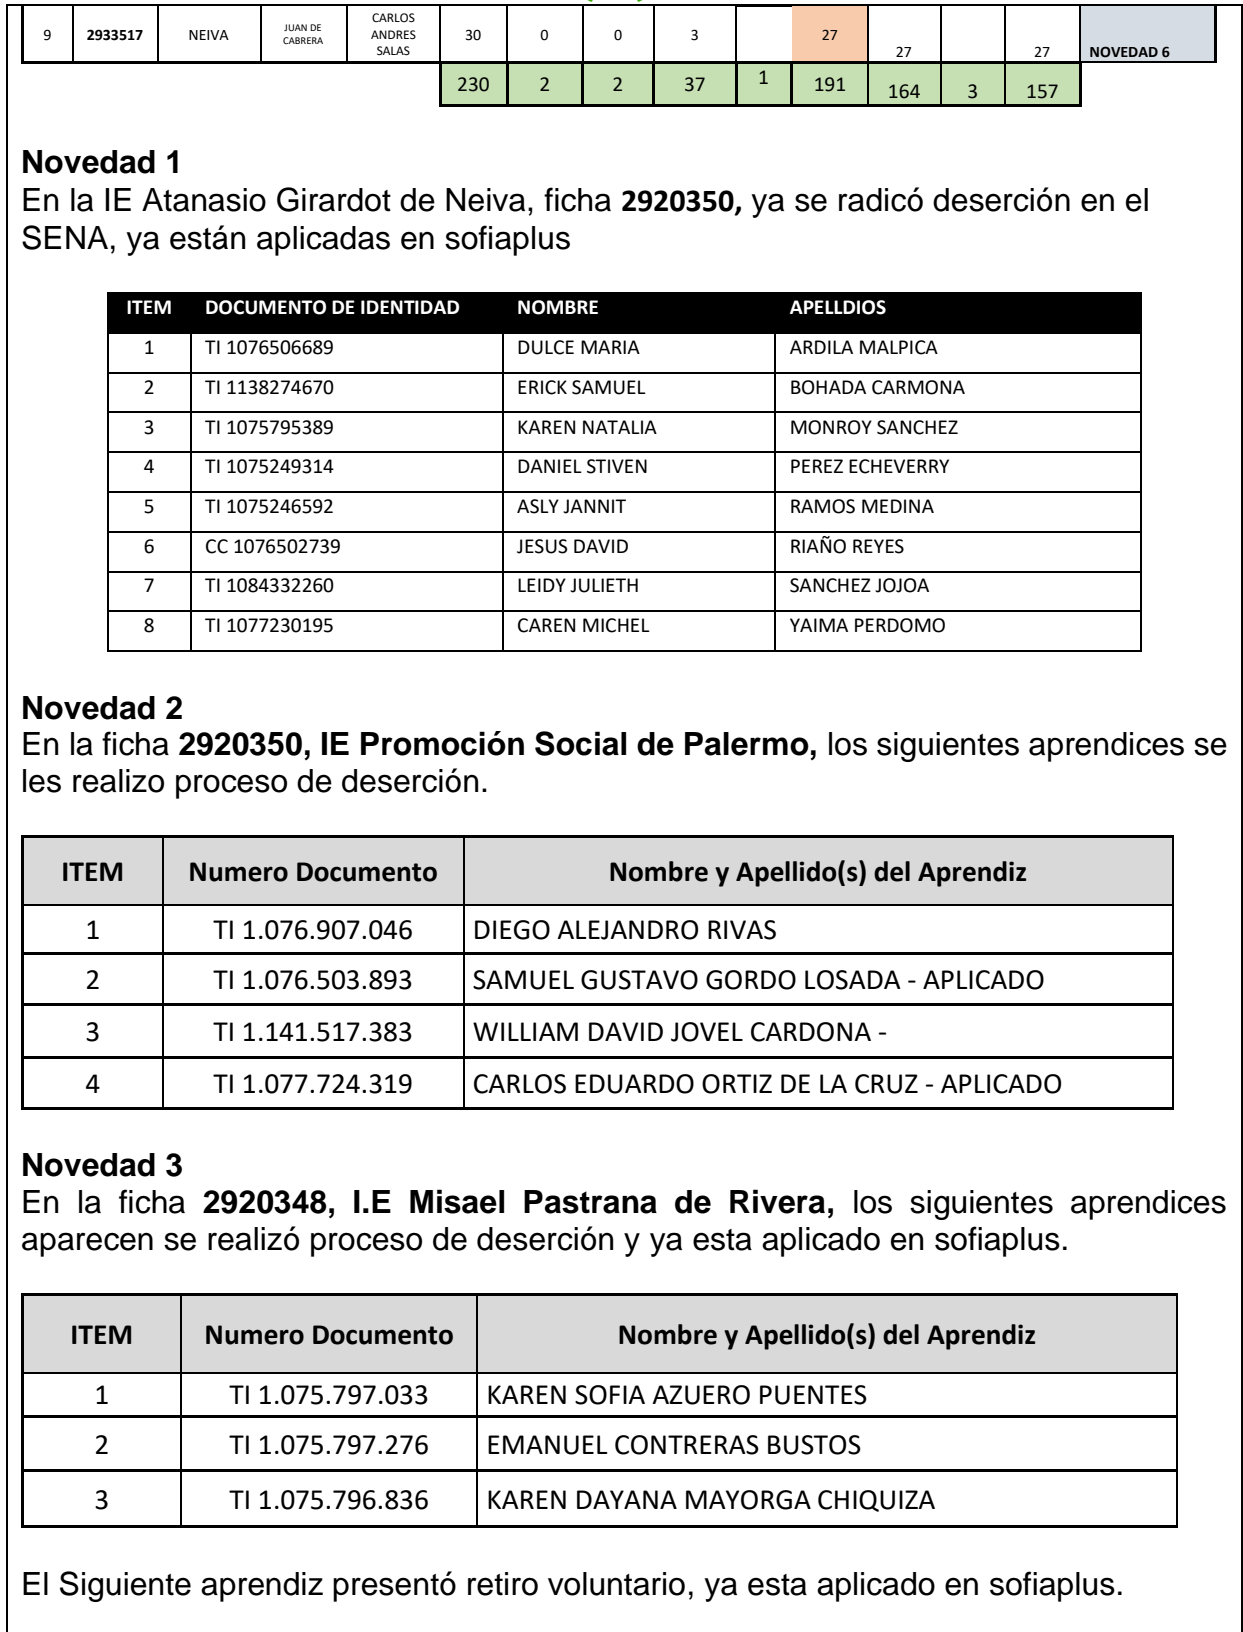 9 2933517 NEIVA JUAN DE CABRERA CARLOS ANDRES SALAS 30 0 0 3 27 27 27 NOVEDAD 6
230 2 2 37 1 191 164 3 157
Novedad 1
En la IE Atanasio Girardot de Neiva, ficha 2920350, ya se radicó deserción en el
SENA, ya están aplicadas en sofiaplus
ITEM DOCUMENTO DE IDENTIDAD NOMBRE APELLDIOS
1 TI 1076506689 DULCE MARIA ARDILA MALPICA
2 TI 1138274670 ERICK SAMUEL BOHADA CARMONA
3 TI 1075795389 KAREN NATALIA MONROY SANCHEZ
4 TI 1075249314 DANIEL STIVEN PEREZ ECHEVERRY
5 TI 1075246592 ASLY JANNIT RAMOS MEDINA
6 CC 1076502739 JESUS DAVID RIAÑO REYES
7 TI 1084332260 LEIDY JULIETH SANCHEZ JOJOA
8 TI 1077230195 CAREN MICHEL YAIMA PERDOMO
Novedad 2
En la ficha 2920350, IE Promoción Social de Palermo, los siguientes aprendices se
les realizo proceso de deserción.
ITEM Numero Documento Nombre y Apellido(s) del Aprendiz
1 TI 1.076.907.046 DIEGO ALEJANDRO RIVAS
2 TI 1.076.503.893 SAMUEL GUSTAVO GORDO LOSADA - APLICADO
3 TI 1.141.517.383 WILLIAM DAVID JOVEL CARDONA -
4 TI 1.077.724.319 CARLOS EDUARDO ORTIZ DE LA CRUZ - APLICADO
Novedad 3
En la ficha 2920348, I.E Misael Pastrana de Rivera, los siguientes aprendices
aparecen se realizó proceso de deserción y ya esta aplicado en sofiaplus.
ITEM Numero Documento Nombre y Apellido(s) del Aprendiz
1 TI 1.075.797.033 KAREN SOFIA AZUERO PUENTES
2 TI 1.075.797.276 EMANUEL CONTRERAS BUSTOS
3 TI 1.075.796.836 KAREN DAYANA MAYORGA CHIQUIZA
El Siguiente aprendiz presentó retiro voluntario, ya esta aplicado en sofiaplus.